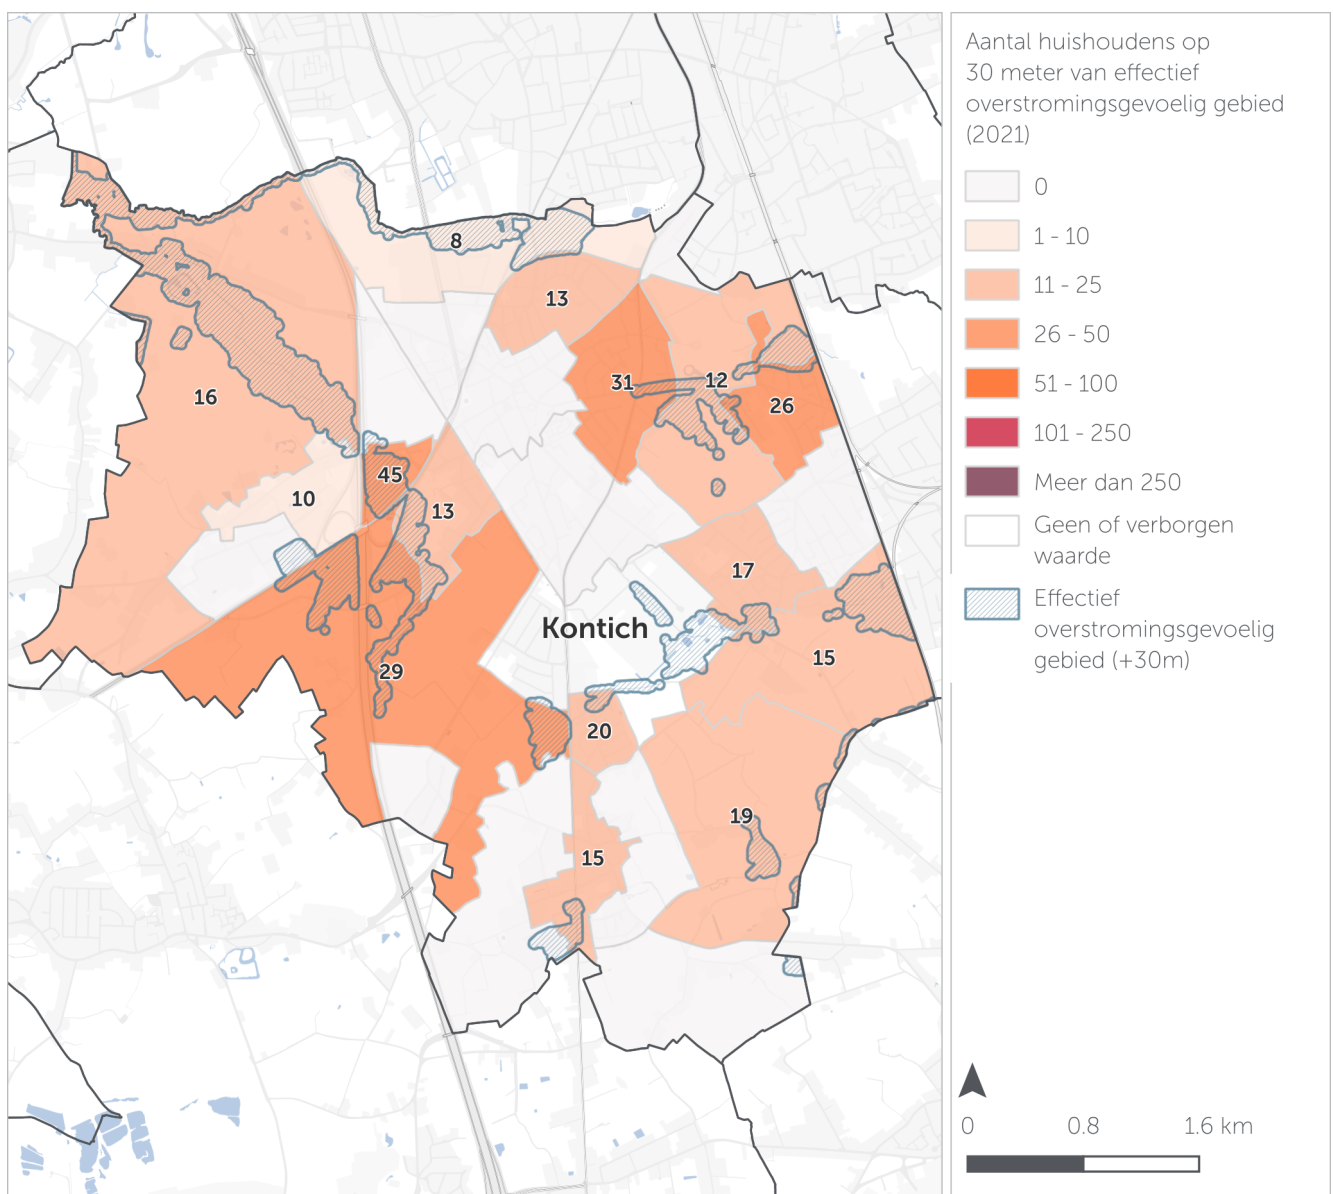 Aantal huishoudens op
30 meter van effectief
overstromingsgevoelig gebied
(2021)
0
1 - 10
11 - 25
26 - 50
51 - 100
101 - 250
Meer dan 250
Geen of verborgen
waarde
Effectief
overstromingsgevoelig
gebied (+30m)
8
13
31
12
26
16
45
10
13
17
Kontich
15
29
20
19
15
0 0.8 1.6 km